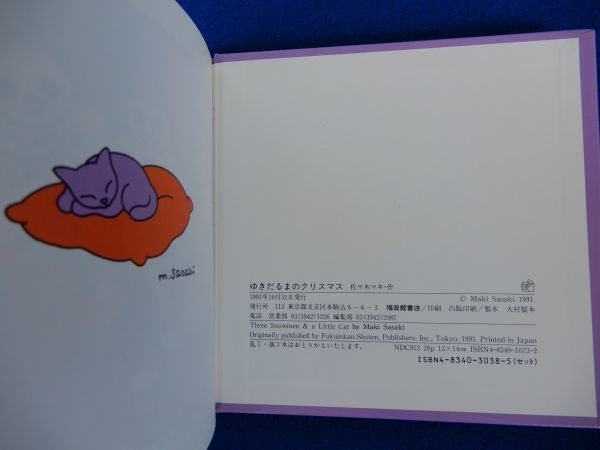 m. sasaki
ゆきだるまのクリスマス 佐々木マキ・作
1991年10月31日発行 © Maki Sasaki 1991.
発行所 113 東京都文京区本駒込6-6-3 福音館書店/印刷 凸版印刷/製本 大村製本
電話 営業部 03(3942)1226 編集部 03(3942)2081
Three Snowmen & a Little Cat by Maki Sasaki
Originally published by Fukuinkan-Shoten, Publishers. Inc., Tokyo, 1991. Printed in Japan
乱丁・落丁本はおとりかえいたします。 NDC913 28p 13×14cm ISBN4-8340-1073-2
ISBN4-8340-3038-5(セット)